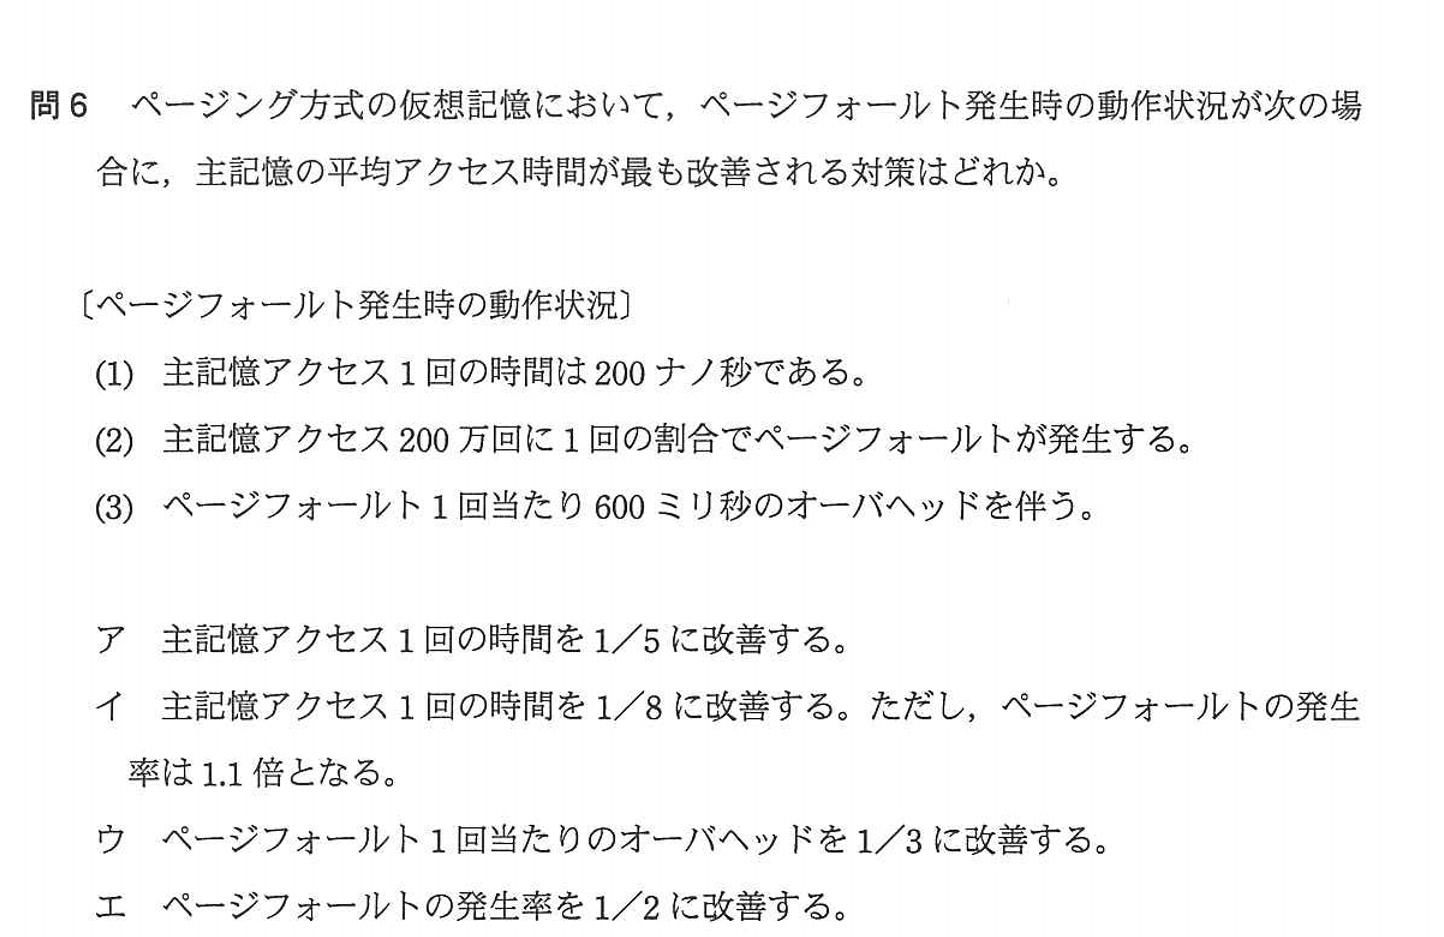 問6　ページング方式の仮想記憶において，ページフォールト発生時の動作状況が次の場
合に，主記憶の平均アクセス時間が最も改善される対策はどれか。
〔ページフォールト発生時の動作状況〕
(1)　主記憶アクセス1回の時間は200ナノ秒である。
(2)　主記憶アクセス200万回に1回の割合でページフォールトが発生する。
(3)　ページフォールト1回当たり600ミリ秒のオーバヘッドを伴う。
ア　主記憶アクセス1回の時間を1／5に改善する。
イ　主記憶アクセス1回の時間を1／8に改善する。ただし，ページフォールトの発生
率は1.1倍となる。
ウ　ページフォールト1回当たりのオーバヘッドを1／3に改善する。
エ　ページフォールトの発生率を1／2に改善する。